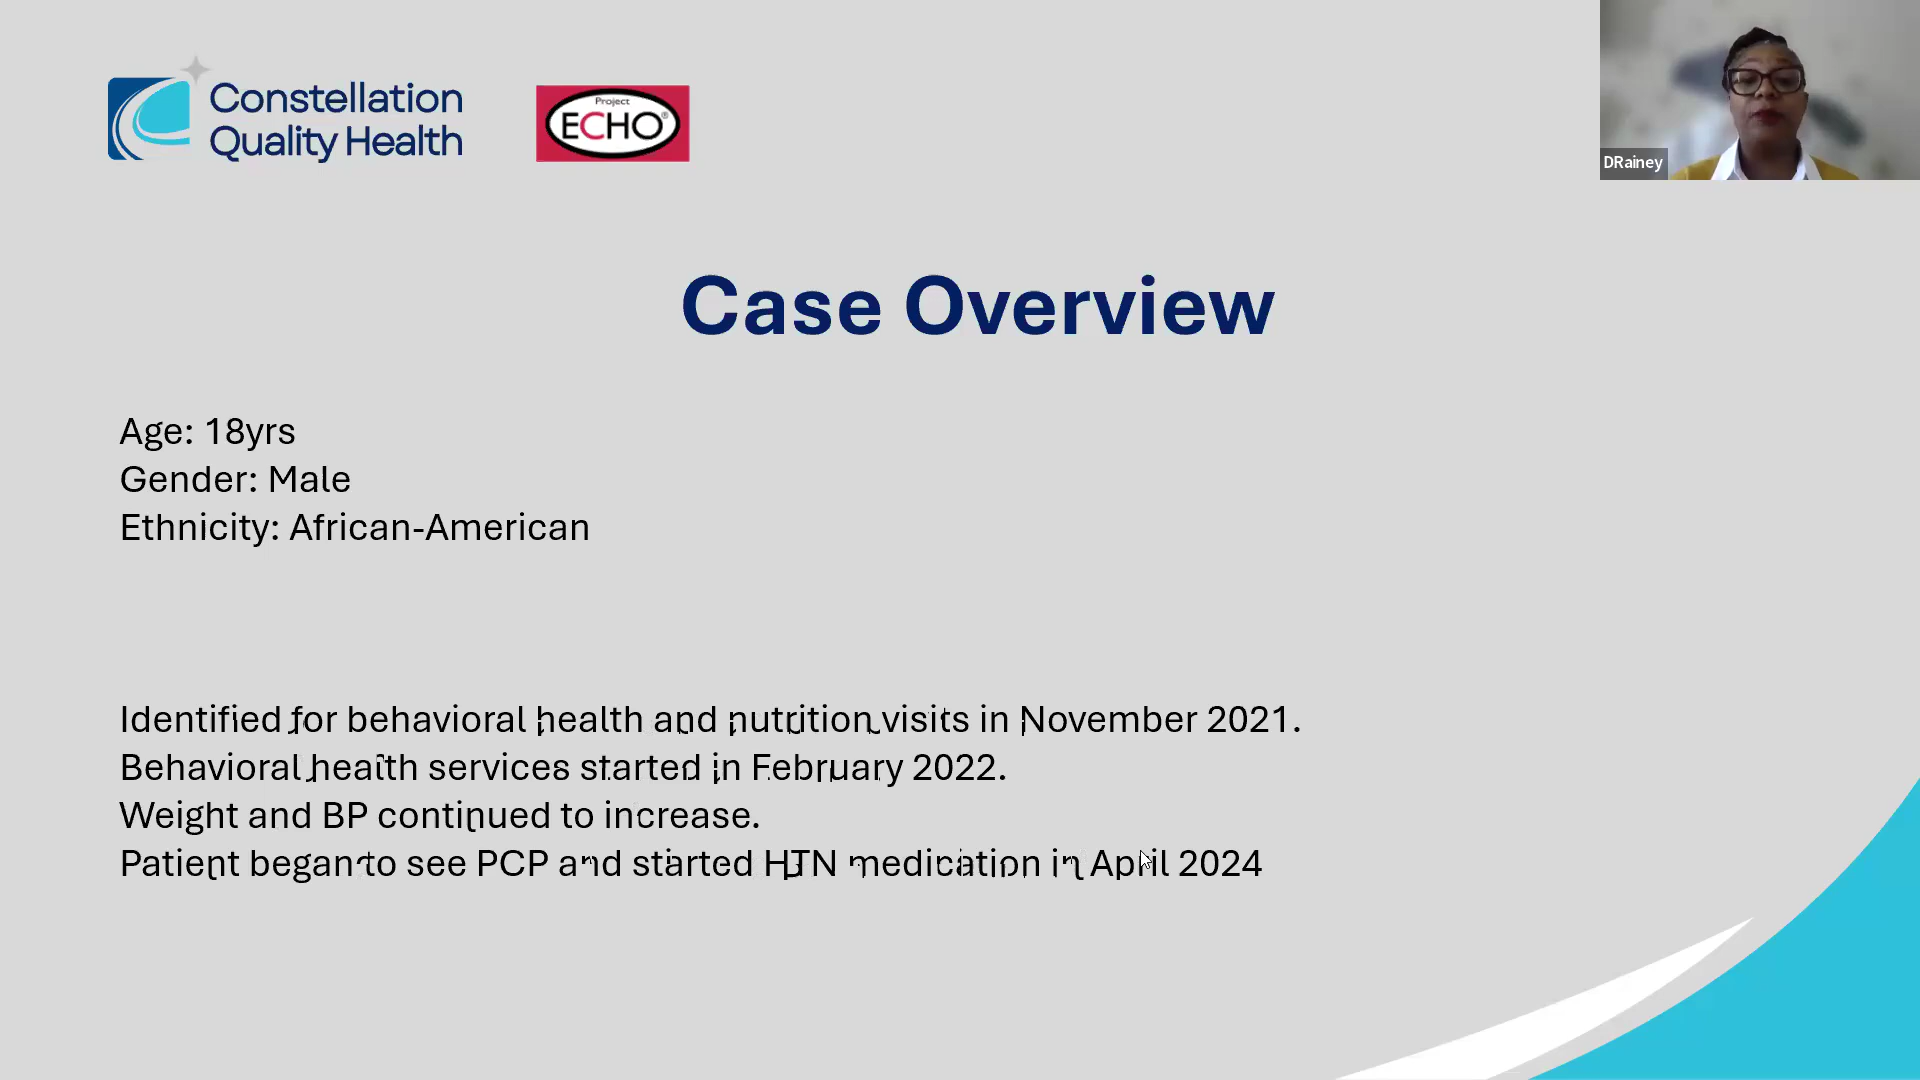 Constellation
Quality Health
Project
ECHO®
DRainey
Case Overview
Age: 18yrs
Gender: Male
Ethnicity: African-American
Identified for behavioral health and nutrition visits in November 2021.
Behavioral health services started in February 2022.
Weight and BP continued to increase.
Patient began to see PCP and started HTN medication in April 2024